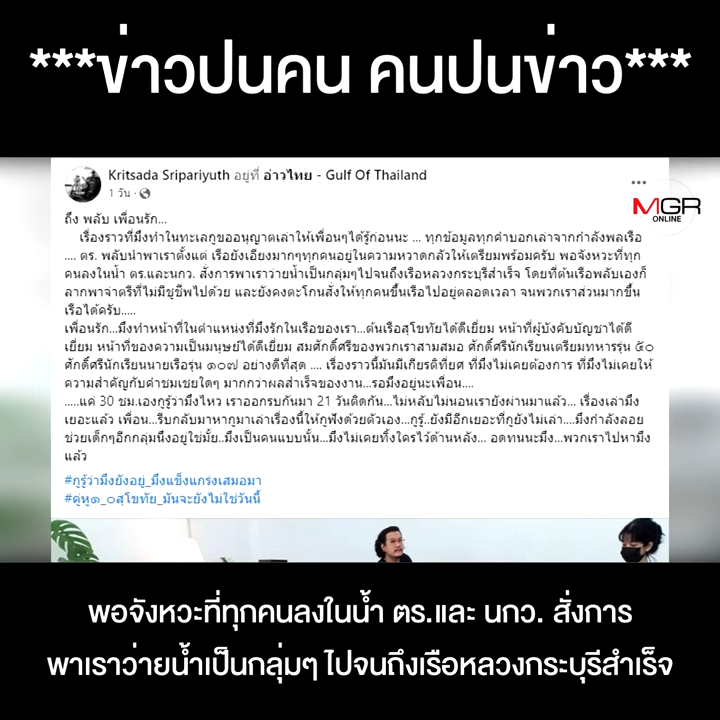 ***ข่าวปนคน คนปนข่าว***
Kritsada Sripariyuth อยู่ที่ อ่าวไทย - Gulf Of Thailand
1 วัน ·
MGR
ONLINE
ถึง พลับ เพื่อนรัก...
เรื่องราวที่มึงทำในทะเลกูขออนุญาตเล่าให้เพื่อนๆได้รู้ก่อนนะ ... ทุกข้อมูลทุกคำบอกเล่าจากกำลังพลเรือ
.... ตร. พลับนำพาเราตั้งแต่ เรือยังเอียงมากๆทุกคนอยู่ในความหวาดกลัวให้เตรียมพร้อมครับ พอจังหวะที่ทุก
คนลงในน้ำ ตร.และนกว. สั่งการพาเราว่ายน้ำเป็นกลุ่มๆไปจนถึงเรือหลวงกระบุรีสำเร็จ โดยที่ต้นเรือพลับเองก็
ลากพาจ่าตรีที่ไม่มีชูชีพไปด้วย และยังคงตะโกนสั่งให้ทุกคนขึ้นเรือไปอยู่ตลอดเวลา จนพวกเราส่วนมากขึ้น
เรือได้ครับ.....
เพื่อนรัก...มึงทำหน้าที่ในตำแหน่งที่มึงรักในเรือของเรา...ต้นเรือสุโขทัยได้ดีเยี่ยม หน้าที่ผู้บังคับบัญชาได้ดี
เยี่ยม หน้าที่ของความเป็นมนุษย์ได้ดีเยี่ยม สมศักดิ์ศรีของพวกเราสามสมอ ศักดิ์ศรีนักเรียนเตรียมทหารรุ่น ๕๐
ศักดิ์ศรีนักเรียนนายเรือรุ่น ๑๐๗ อย่างดีที่สุด .... เรื่องราวนี้มันมีเกียรติที่ยศ ที่มึงไม่เคยต้องการ ที่มึงไม่เคยให้
ความสำคัญกับคำชมเชยใดๆ มากกว่าผลสำเร็จของงาน...รอมึงอยู่นะเพื่อน....
.....แค่ 30 ชม.เองกูรู้ว่ามึงไหว เราออกรบกันมา 21 วันติดกัน...ไม่หลับไม่นอนเรายังผ่านมาแล้ว... เรื่องเล่ามึง
เยอะแล้ว เพื่อน...รีบกลับมาหากูมาเล่าเรื่องนี้ให้กูฟังด้วยตัวเอง...กูรู้..ยังมีอีกเยอะที่กูยังไม่เล่า....มึงกำลังลอย
ช่วยเด็กๆอีกกลุ่มนึงอยู่ใช่มั้ย..มึงเป็นคนแบบนั้น...มึงไม่เคยทิ้งใครไว้ด้านหลัง... อดทนนะมึง...พวกเราไปหามึง
แล้ว
#กูรู้ว่ามึงยังอยู่_มึงแข็งแกร่งเสมอมา
#คู่หู๑_๐สุโขทัย_มันจะยังไม่ใช่วันนี้
พอจังหวะที่ทุกคนลงในน้ำ ตร.และ นกว. สั่งการ
พาเราว่ายน้ำเป็นกลุ่มๆ ไปจนถึงเรือหลวงกระบุรีสำเร็จ